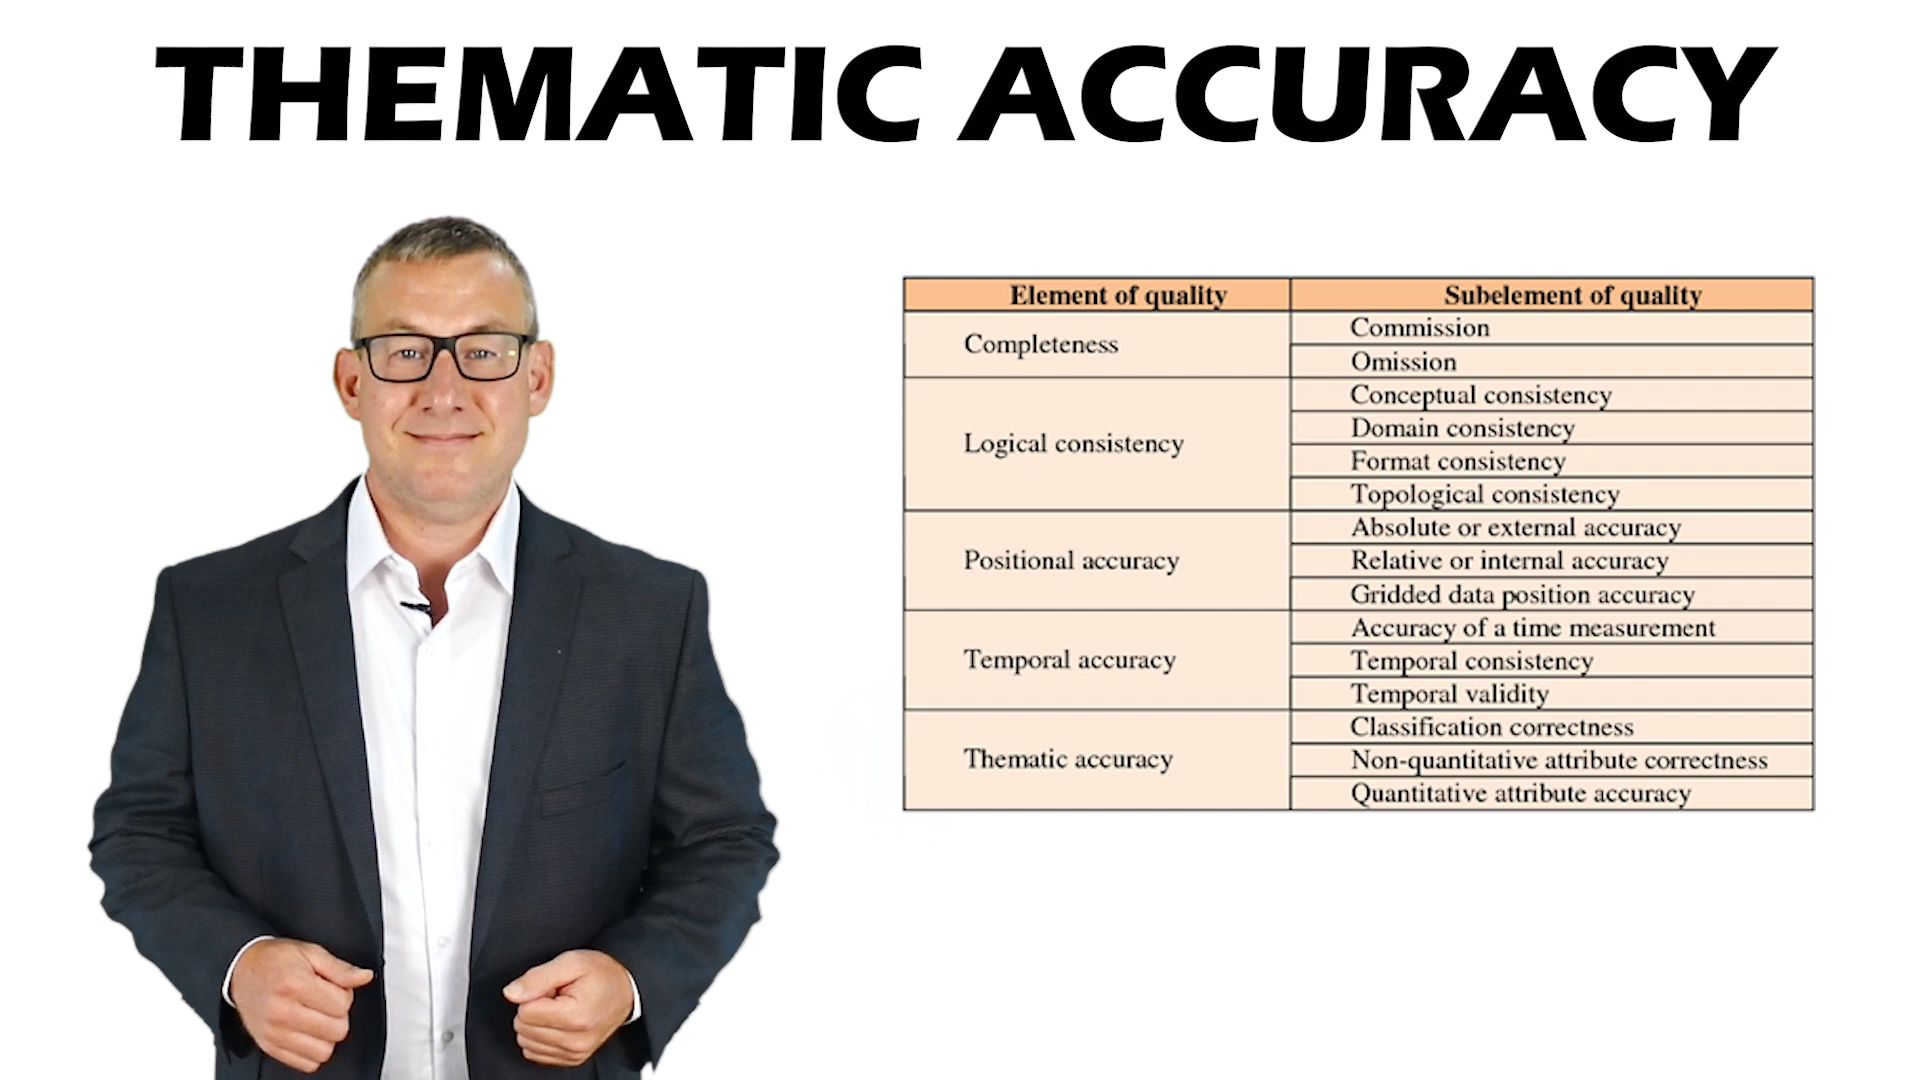 THEMATIC ACCURACY
Element of quality Subelement of quality
Completeness
Commission
Omission
Logical consistency
Conceptual consistency
Domain consistency
Format consistency
Topological consistency
Positional accuracy
Absolute or external accuracy
Relative or internal accuracy
Gridded data position accuracy
Temporal accuracy
Accuracy of a time measurement
Temporal consistency
Temporal validity
Thematic accuracy
Classification correctness
Non-quantitative attribute correctness
Quantitative attribute accuracy